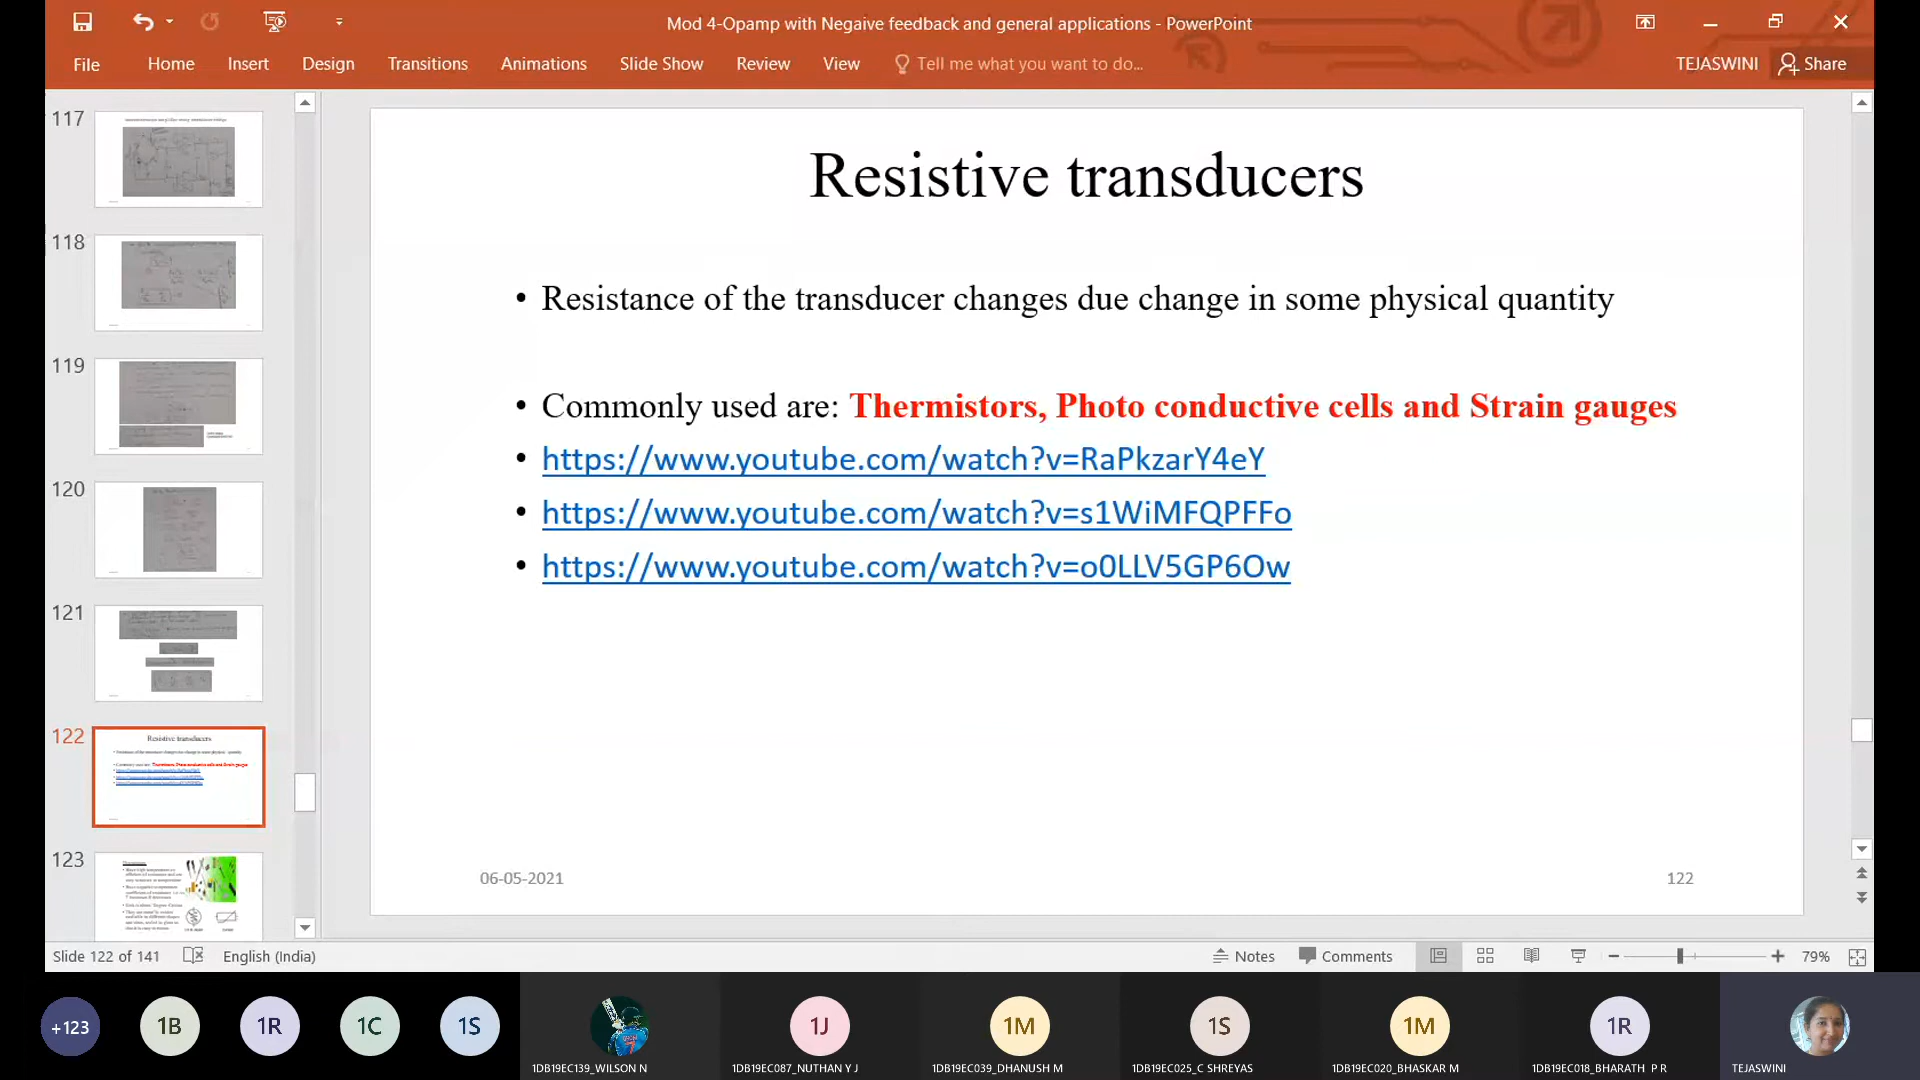 Mod 4-Opamp with Negaive feedback and general applications - PowerPoint
File Home Insert Design Transitions Animations Slide Show Review View Tell me what you want to do... TEJASWINI Share
117
118
119
120
121
122
Resistive transducers
123
Resistive transducers
• Resistance of the transducer changes due change in some physical quantity
• Commonly used are: Thermistors, Photo conductive cells and Strain gauges
• https://www.youtube.com/watch?v=RaPkzarY4eY
• https://www.youtube.com/watch?v=s1WiMFQPFFo
• https://www.youtube.com/watch?v=o0LLV5GP6Ow
06-05-2021 122
Slide 122 of 141 English (India) Notes Comments 79%
+123 1B 1R 1C 1S 1J 1M 1S 1M 1R
1DB19EC139_WILSON N 1DB19EC087_NUTHAN Y J 1DB19EC039_DHANUSH M 1DB19EC025_C SHREYAS 1DB19EC020_BHASKAR M 1DB19EC018_BHARATH P R TEJASWINI